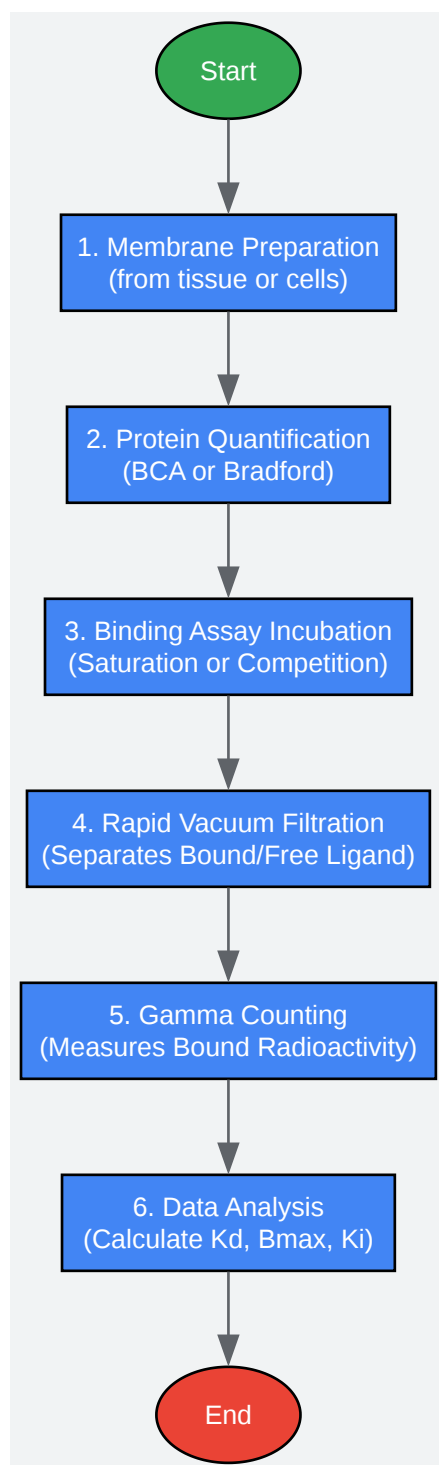 Start
1. Membrane Preparation
(from tissue or cells)
2. Protein Quantification
(BCA or Bradford)
3. Binding Assay Incubation
(Saturation or Competition)
4. Rapid Vacuum Filtration
(Separates Bound/Free Ligand)
5. Gamma Counting
(Measures Bound Radioactivity)
6. Data Analysis
(Calculate Kd, Bmax, Ki)
End